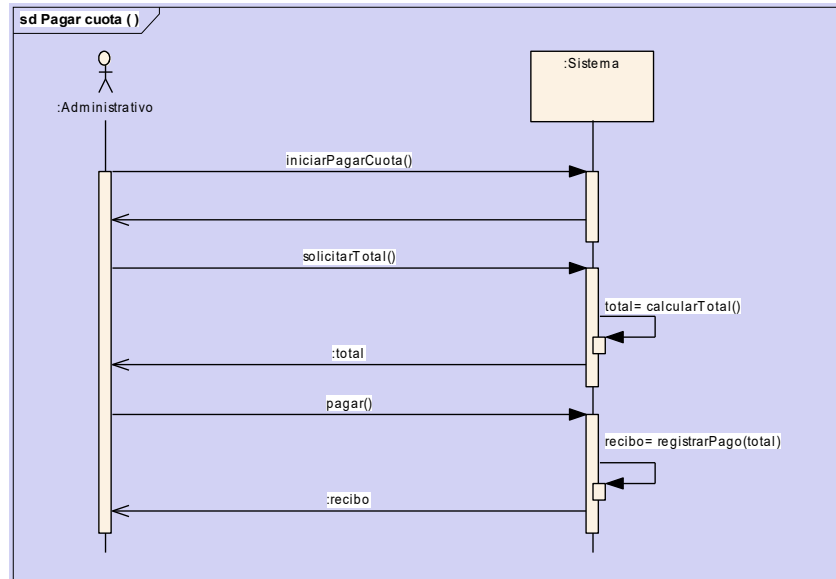 sd Pagar cuota ( )
:Administrativo
:Sistema
iniciarPagarCuota()
solicitarTotal()
total= calcularTotal()
:total
pagar()
recibo= registrarPago(total)
:recibo